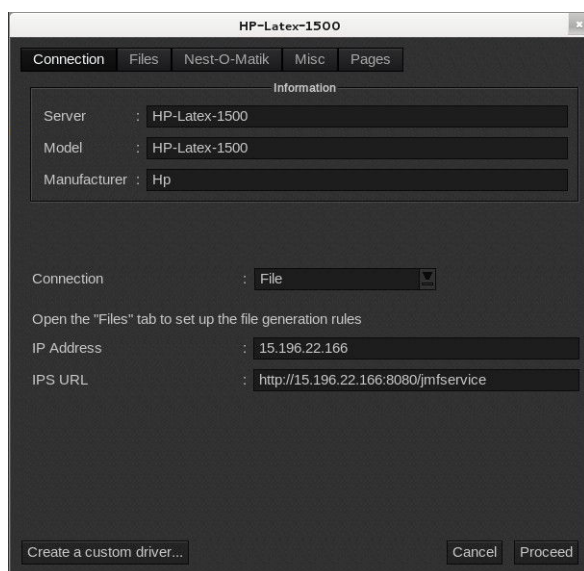 HP-Latex-1500
Connection Files Nest-O-Matik Misc Pages
Information
Server : HP-Latex-1500
Model : HP-Latex-1500
Manufacturer : Hp
Connection : File
Open the "Files" tab to set up the file generation rules
IP Address : 15.196.22.166
IPS URL : http://15.196.22.166:8080/jmfservice
Create a custom driver... Cancel Proceed